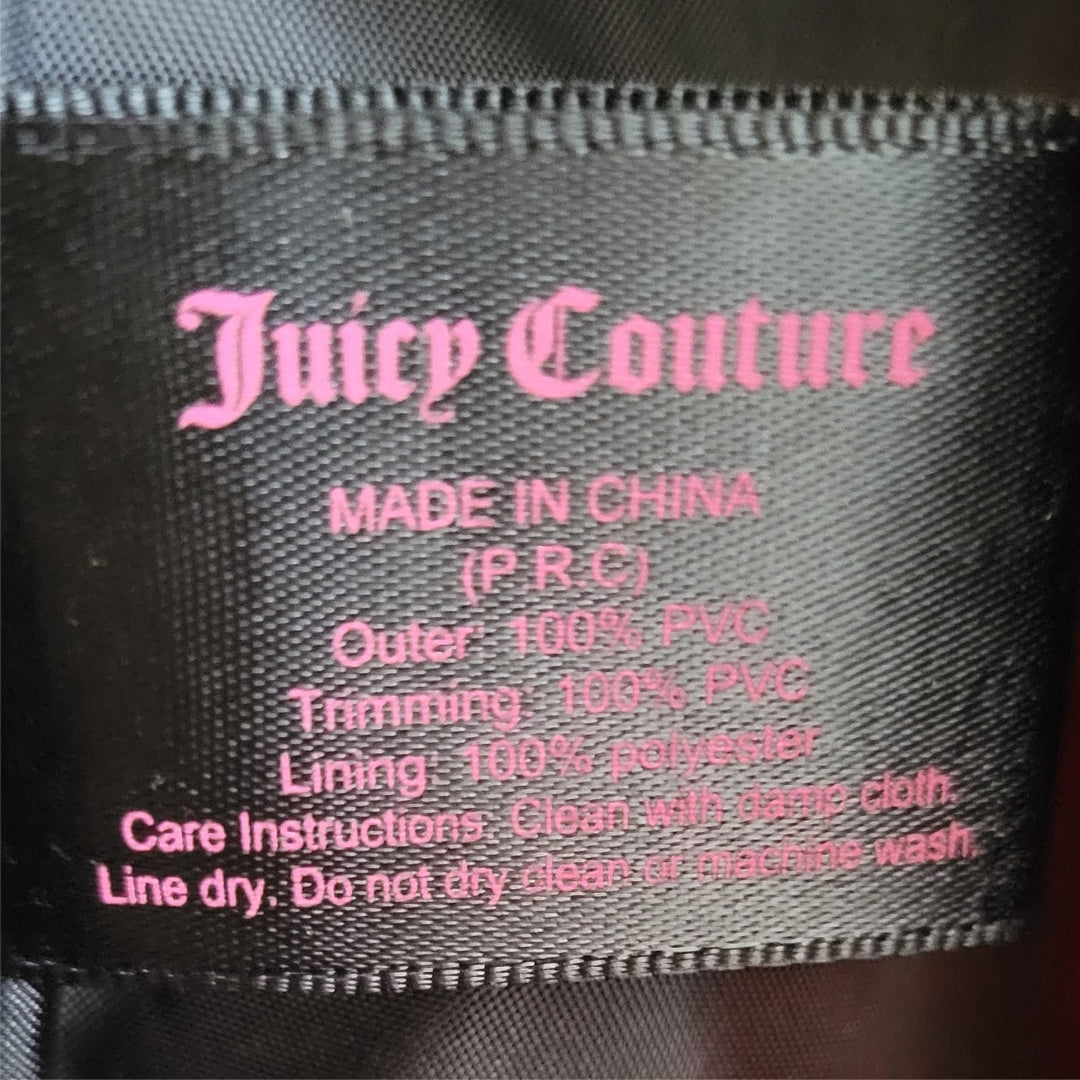 Juicy Couture
MADE IN CHINA
(P.R.C)
Outer: 100% PVC
Trimming: 100% PVC
Lining: 100% polyester
Care Instructions: Clean with damp cloth.
Line dry. Do not dry clean or machine wash.